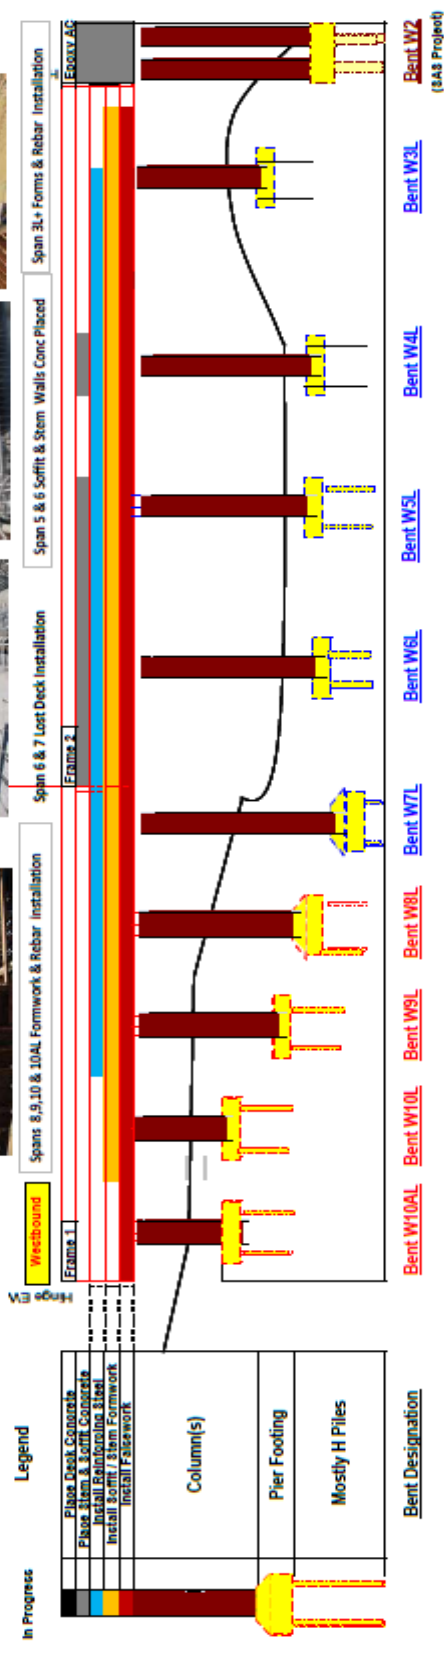 In Progress
Legend
Place Deck Concrete
Place Stem & Soffit Concrete
Install Reinforcing Steel
Install Soffit / Stem Formwork
Install Falsework
Column(s)
Pier Footing
Mostly H Piles
Bent Designation
Westbound
Hinge EW
Spans 8,9,10 & 10AL Formwork & Rebar Installation
Span 6 & 7 Lost Deck Installation
Span 5 & 6 Soffit & Stem Walls Conc Placed
Span 3L+ Forms & Rebar Installation
Frame 1
Frame 2
Epoxy AC
Bent W10AL
Bent W10L
Bent W9L
Bent W8L
Bent W7L
Bent W6L
Bent W5L
Bent W4L
Bent W3L
Bent W2
(SAS Project)